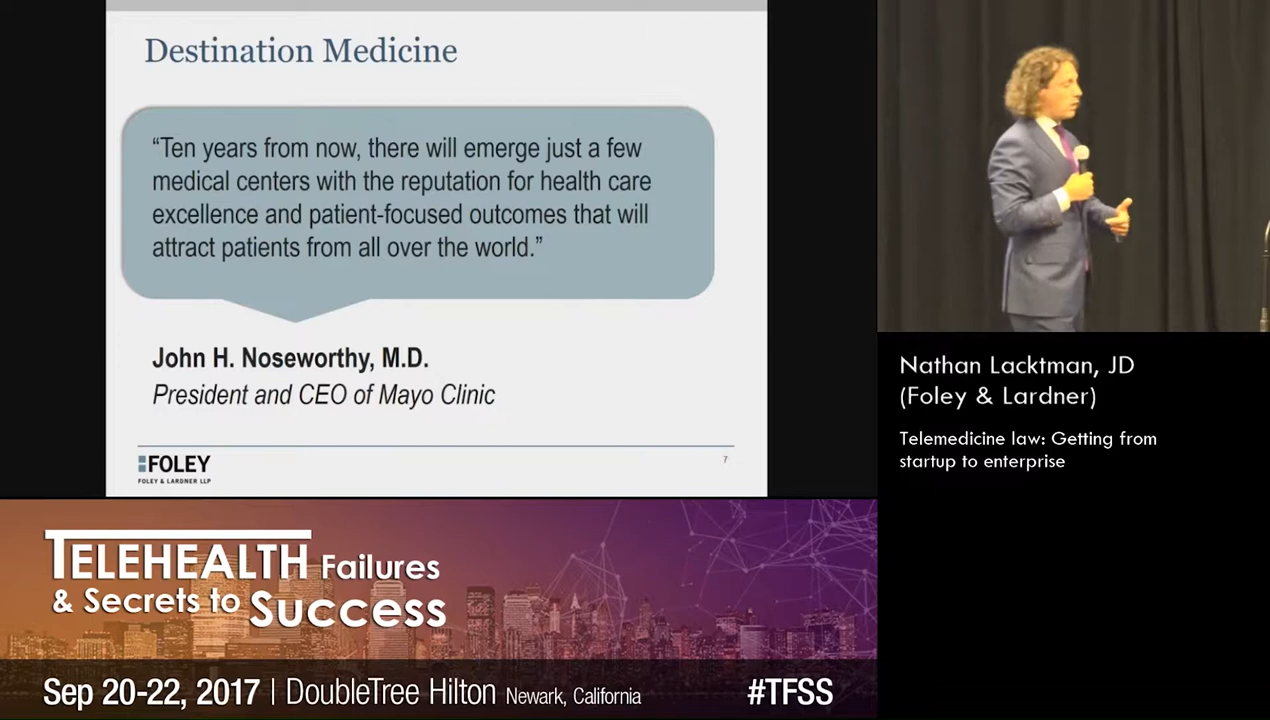 Destination Medicine
“Ten years from now, there will emerge just a few
medical centers with the reputation for health care
excellence and patient-focused outcomes that will
attract patients from all over the world.”
John H. Noseworthy, M.D.
President and CEO of Mayo Clinic
FOLEY
FOLEY & LARDNER LLP
7
Nathan Lacktman, JD
(Foley & Lardner)
Telemedicine law: Getting from
startup to enterprise
TELEHEALTH Failures
& Secrets to Success
Sep 20-22, 2017 | DoubleTree Hilton Newark, California
#TFSS